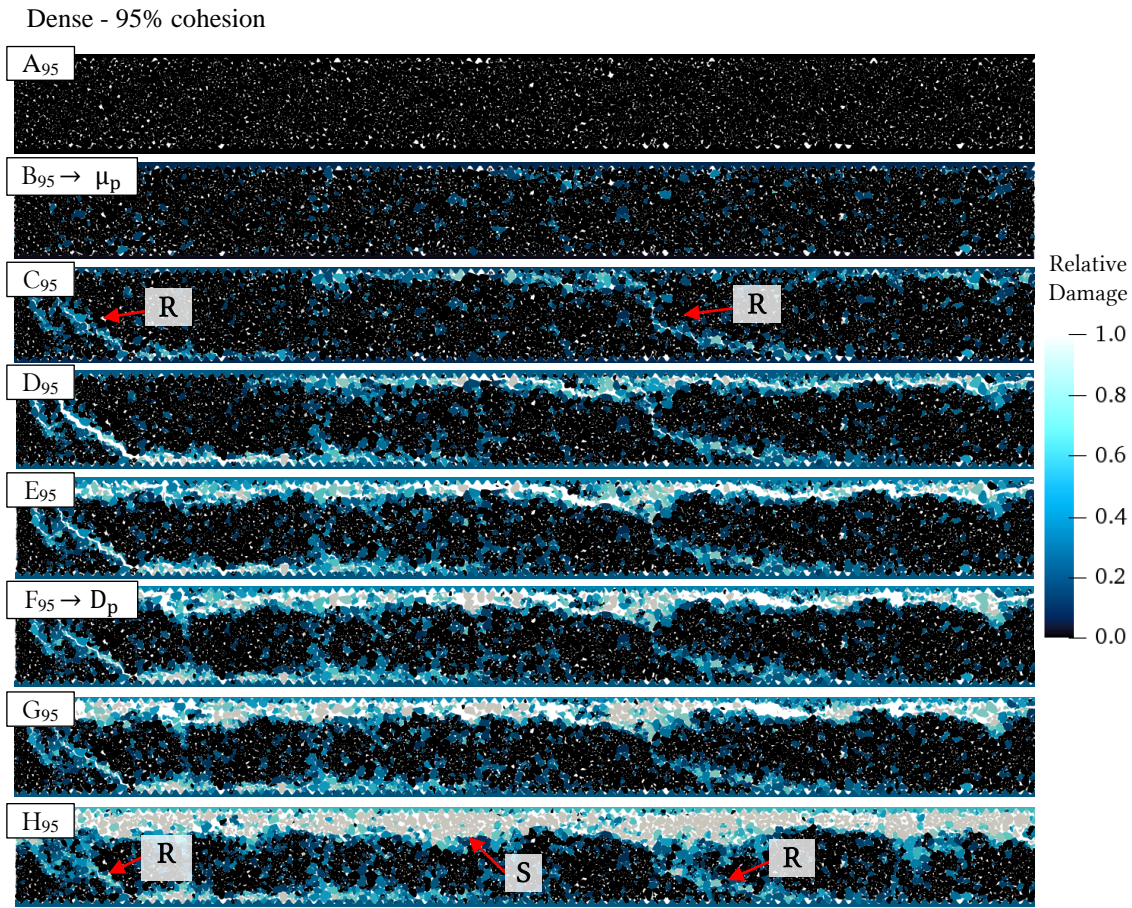 Dense - 95% cohesion
A₉₅
B₉₅ → μₚ
C₉₅
R
R
Relative
Damage
1.0
0.8
0.6
0.4
0.2
0.0
D₉₅
E₉₅
F₉₅ → Dₚ
G₉₅
H₉₅
R
S
R